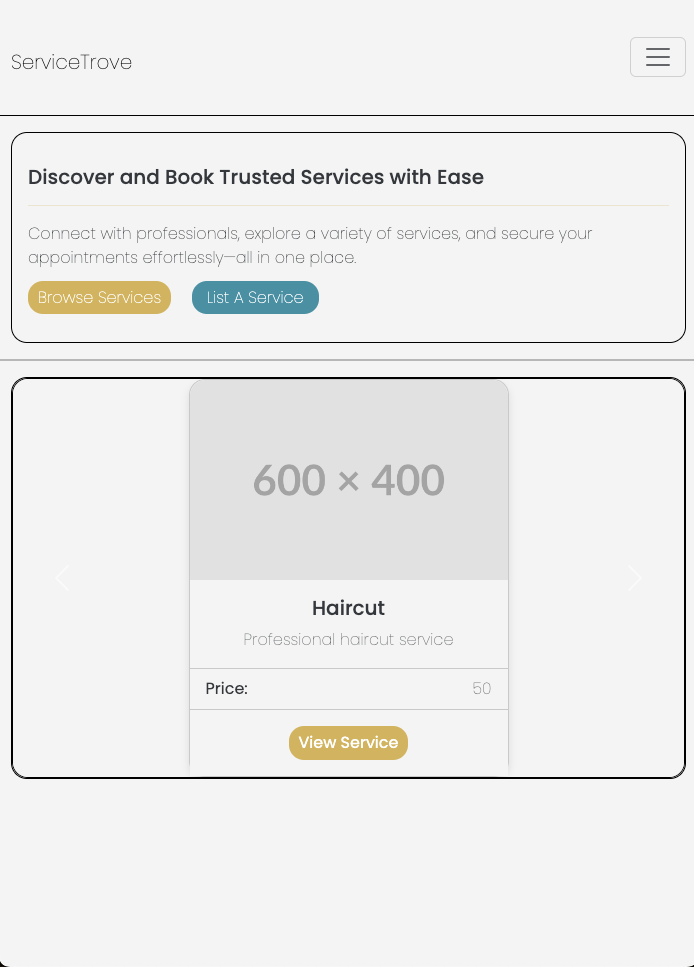 ServiceTrove
Discover and Book Trusted Services with Ease
Connect with professionals, explore a variety of services, and secure your
appointments effortlessly—all in one place.
Browse Services
List A Service
600 × 400
Haircut
Professional haircut service
Price: 50
View Service